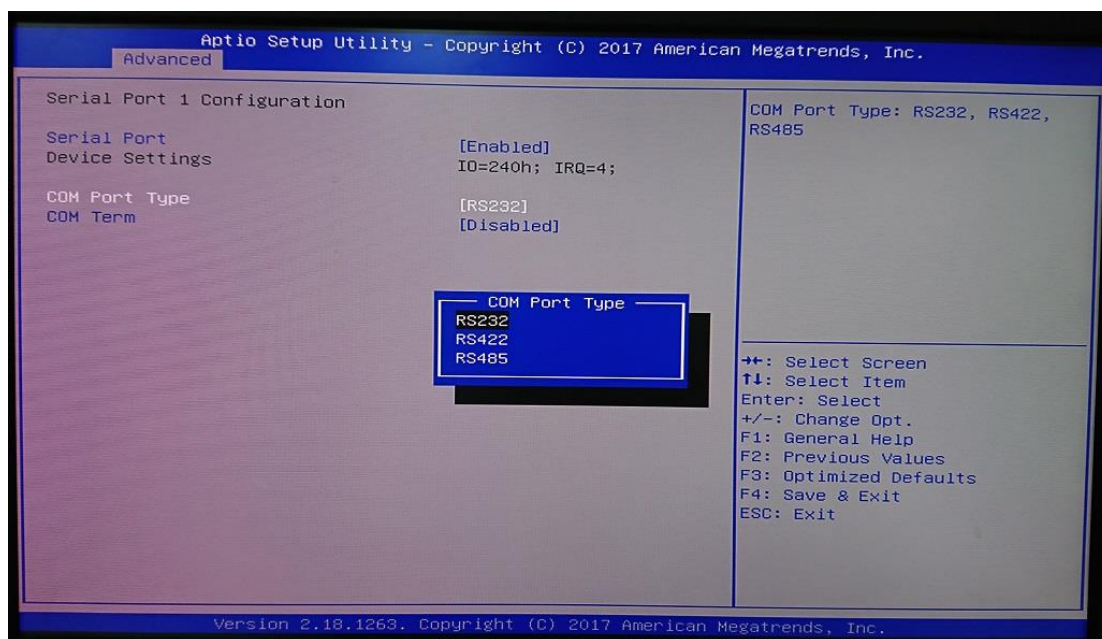 Aptio Setup Utility – Copyright (C) 2017 American Megatrends, Inc.
Advanced
Serial Port 1 Configuration
Serial Port [Enabled]
Device Settings IO=240h; IRQ=4;
COM Port Type [RS232]
COM Term [Disabled]
COM Port Type
RS232
RS422
RS485
COM Port Type: RS232, RS422,
RS485
→←: Select Screen
↑↓: Select Item
Enter: Select
+/-: Change Opt.
F1: General Help
F2: Previous Values
F3: Optimized Defaults
F4: Save & Exit
ESC: Exit
Version 2.18.1263. Copyright (C) 2017 American Megatrends, Inc.